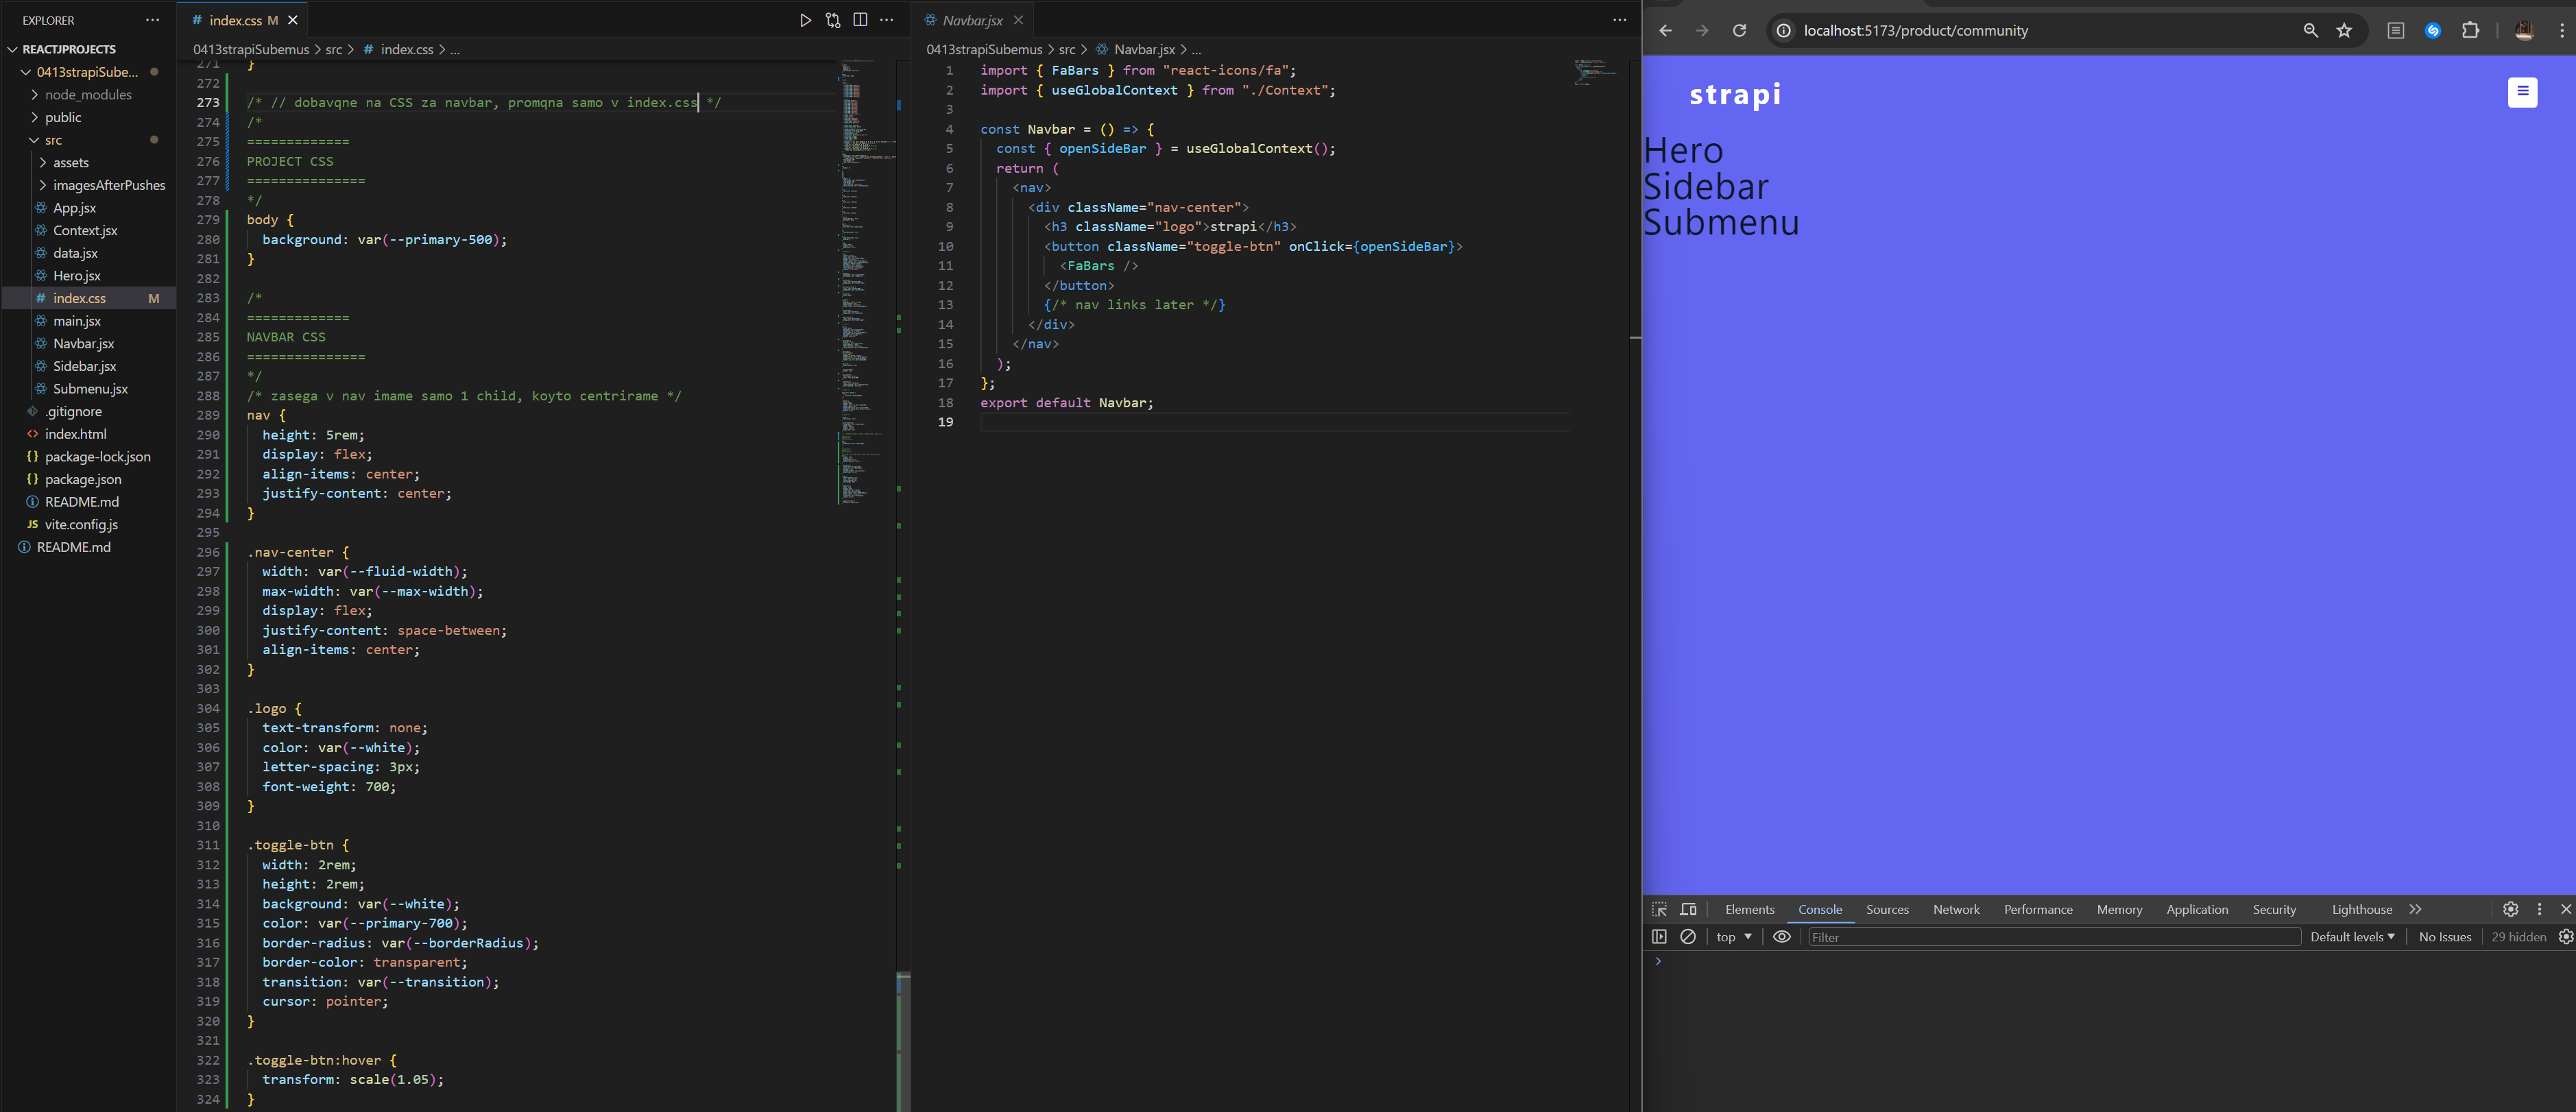 EXPLORER
REACTJPROJECTS
0413strapiSube...
node_modules
public
src
assets
imagesAfterPushes
App.jsx
Context.jsx
data.jsx
Hero.jsx
index.css M
main.jsx
Navbar.jsx
Sidebar.jsx
Submenu.jsx
.gitignore
index.html
package-lock.json
package.json
README.md
vite.config.js
README.md
index.css M
0413strapiSubemus > src > index.css > ...
271 }
272
273 /* // dobavqne na CSS za navbar, promqna samo v index.css */
274 /*
275 =============
276 PROJECT CSS
277 ===============
278 */
279 body {
280 background: var(--primary-500);
281 }
282
283 /*
284 =============
285 NAVBAR CSS
286 ===============
287 */
288 /* zasega v nav imame samo 1 child, koyto centrirame */
289 nav {
290 height: 5rem;
291 display: flex;
292 align-items: center;
293 justify-content: center;
294 }
295
296 .nav-center {
297 width: var(--fluid-width);
298 max-width: var(--max-width);
299 display: flex;
300 justify-content: space-between;
301 align-items: center;
302 }
303
304 .logo {
305 text-transform: none;
306 color: var(--white);
307 letter-spacing: 3px;
308 font-weight: 700;
309 }
310
311 .toggle-btn {
312 width: 2rem;
313 height: 2rem;
314 background: var(--white);
315 color: var(--primary-700);
316 border-radius: var(--borderRadius);
317 border-color: transparent;
318 transition: var(--transition);
319 cursor: pointer;
320 }
321
322 .toggle-btn:hover {
323 transform: scale(1.05);
324 }
Navbar.jsx
0413strapiSubemus > src > Navbar.jsx > ...
1 import { FaBars } from "react-icons/fa";
2 import { useGlobalContext } from "./Context";
3
4 const Navbar = () => {
5 const { openSideBar } = useGlobalContext();
6 return (
7 <nav>
8 <div className="nav-center">
9 <h3 className="logo">strapi</h3>
10 <button className="toggle-btn" onClick={openSideBar}>
11 <FaBars />
12 </button>
13 {/* nav links later */}
14 </div>
15 </nav>
16 );
17 };
18 export default Navbar;
19
localhost:5173/product/community
strapi
Hero
Sidebar
Submenu
Elements Console Sources Network Performance Memory Application Security Lighthouse
top Filter Default levels No Issues 29 hidden